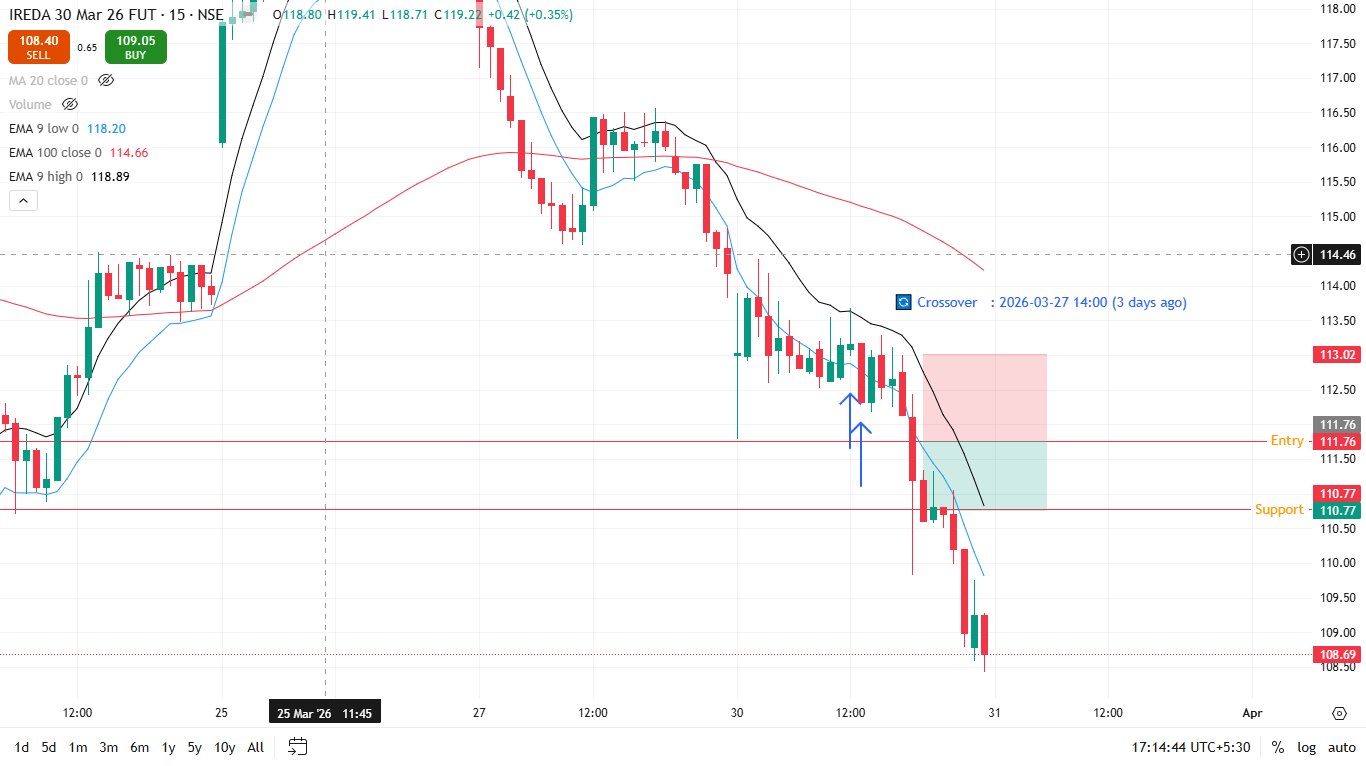 IREDA 30 Mar 26 FUT · 15 · NSE O118.80 H119.41 L118.71 C119.22 +0.42 (+0.35%)
108.40 SELL 0.65 109.05 BUY
MA 20 close 0
Volume
EMA 9 low 0 118.20
EMA 100 close 0 114.66
EMA 9 high 0 118.89
118.00
117.50
117.00
116.50
116.00
115.50
115.00
114.46
114.00
Crossover : 2026-03-27 14:00 (3 days ago)
113.50
113.02
112.50
111.76
Entry 111.76
111.50
110.77
Support 110.77
110.50
110.00
109.50
109.00
108.69
108.50
12:00 25 25 Mar '26 11:45 27 12:00 30 12:00 31 12:00 Apr
1d 5d 1m 3m 6m 1y 5y 10y All 17:14:44 UTC+5:30 % log auto